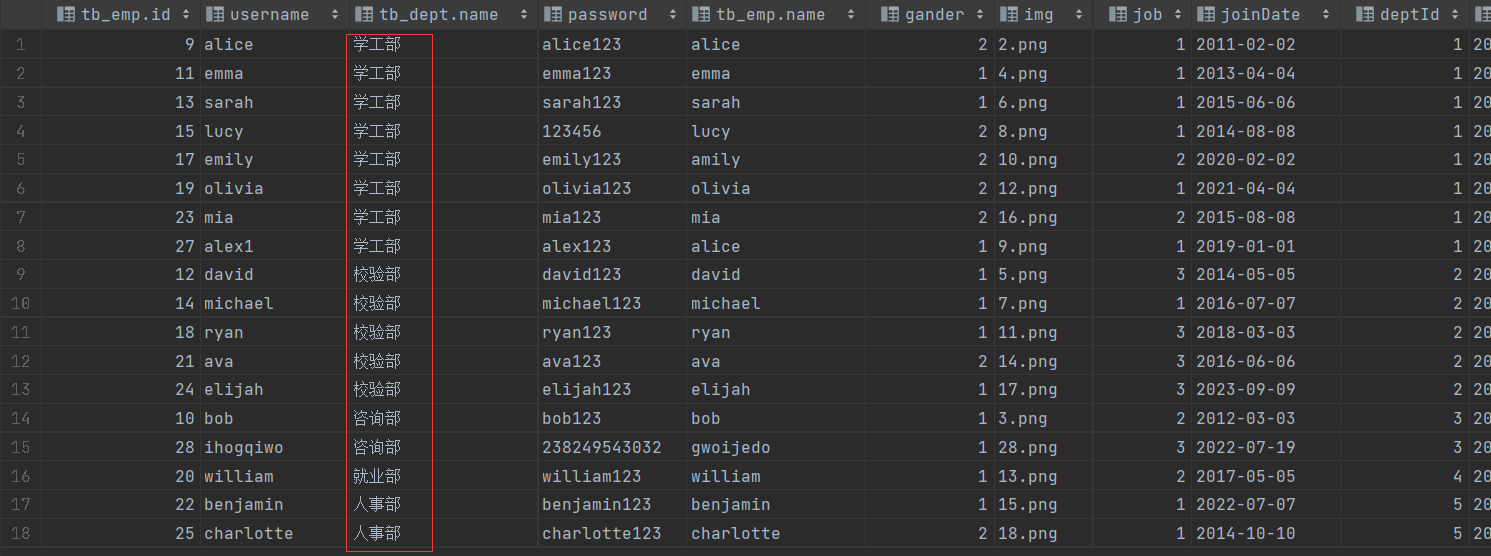 tb_emp.id username tb_dept.name password tb_emp.name gander img job joinDate deptId
1 9 alice 学工部 alice123 alice 2 2.png 1 2011-02-02 1 20
2 11 emma 学工部 emma123 emma 2 4.png 1 2013-04-04 1 20
3 13 sarah 学工部 sarah123 sarah 1 6.png 1 2015-06-06 1 20
4 15 lucy 学工部 123456 lucy 2 8.png 1 2014-08-08 1 20
5 17 emily 学工部 emily123 amily 2 10.png 2 2020-02-02 1 20
6 19 olivia 学工部 olivia123 olivia 2 12.png 1 2021-04-04 1 20
7 23 mia 学工部 mia123 mia 2 16.png 2 2015-08-08 1 20
8 27 alex1 学工部 alex123 alice 1 9.png 1 2019-01-01 1 20
9 12 david 校验部 david123 david 1 5.png 3 2014-05-05 2 20
10 14 michael 校验部 michael123 michael 1 7.png 1 2016-07-07 2 20
11 18 ryan 校验部 ryan123 ryan 1 11.png 3 2018-03-03 2 20
12 21 ava 校验部 ava123 ava 2 14.png 3 2016-06-06 2 20
13 24 elijah 校验部 elijah123 elijah 1 17.png 3 2023-09-09 2 20
14 10 bob 咨询部 bob123 bob 1 3.png 2 2012-03-03 3 20
15 28 ihogqiwo 咨询部 238249543032 gwoijedo 1 28.png 3 2022-07-19 3 20
16 20 william 就业部 william123 william 1 13.png 2 2017-05-05 4 20
17 22 benjamin 人事部 benjamin123 benjamin 1 15.png 1 2022-07-07 5 20
18 25 charlotte 人事部 charlotte123 charlotte 2 18.png 1 2014-10-10 5 20